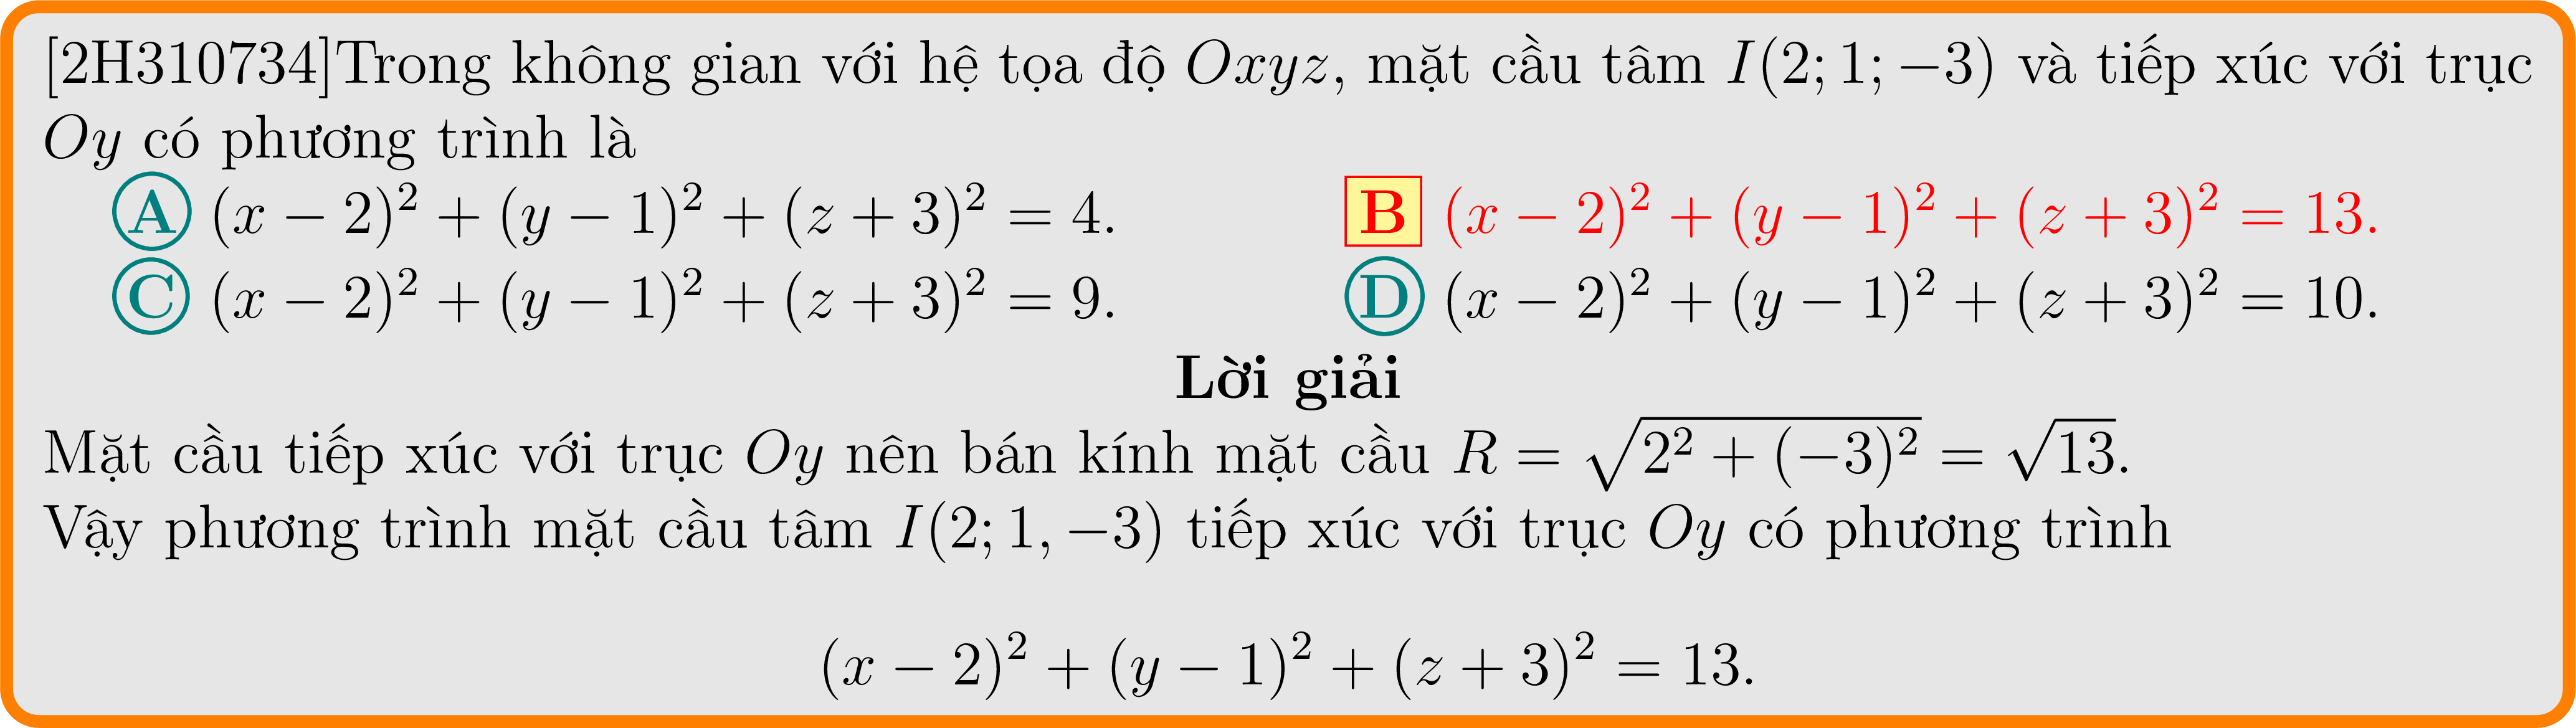 [2H310734]Trong không gian với hệ tọa độ Oxyz, mặt cầu tâm I(2; 1; −3) và tiếp xúc với trục
Oy có phương trình là
A (x − 2)² + (y − 1)² + (z + 3)² = 4. B (x − 2)² + (y − 1)² + (z + 3)² = 13.
C (x − 2)² + (y − 1)² + (z + 3)² = 9. D (x − 2)² + (y − 1)² + (z + 3)² = 10.
Lời giải
Mặt cầu tiếp xúc với trục Oy nên bán kính mặt cầu R = √(2² + (−3)²) = √13.
Vậy phương trình mặt cầu tâm I(2; 1, −3) tiếp xúc với trục Oy có phương trình
(x − 2)² + (y − 1)² + (z + 3)² = 13.